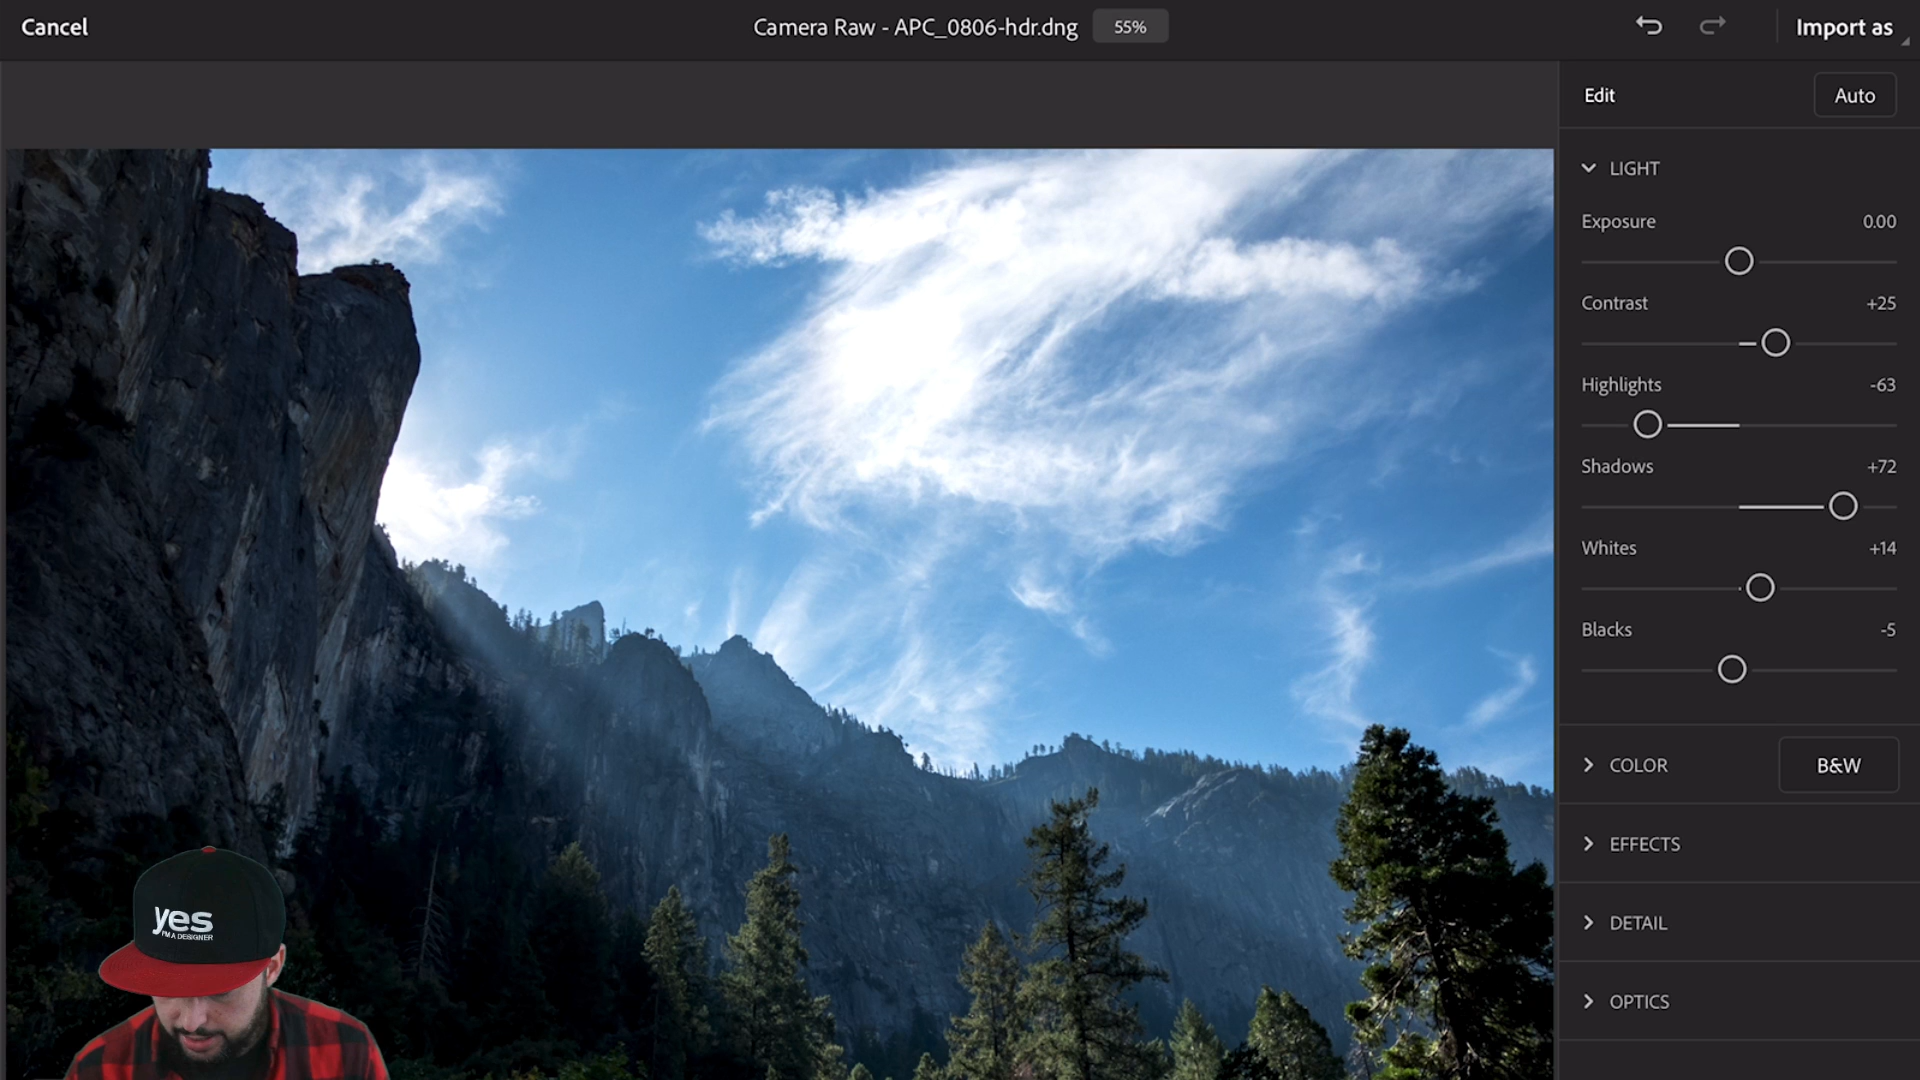 Cancel
Camera Raw - APC_0806-hdr.dng 55%
Import as
Edit
Auto
LIGHT
Exposure 0.00
Contrast +25
Highlights -63
Shadows +72
Whites +14
Blacks -5
COLOR
B&W
EFFECTS
DETAIL
OPTICS
yes
I'M A DESIGNER